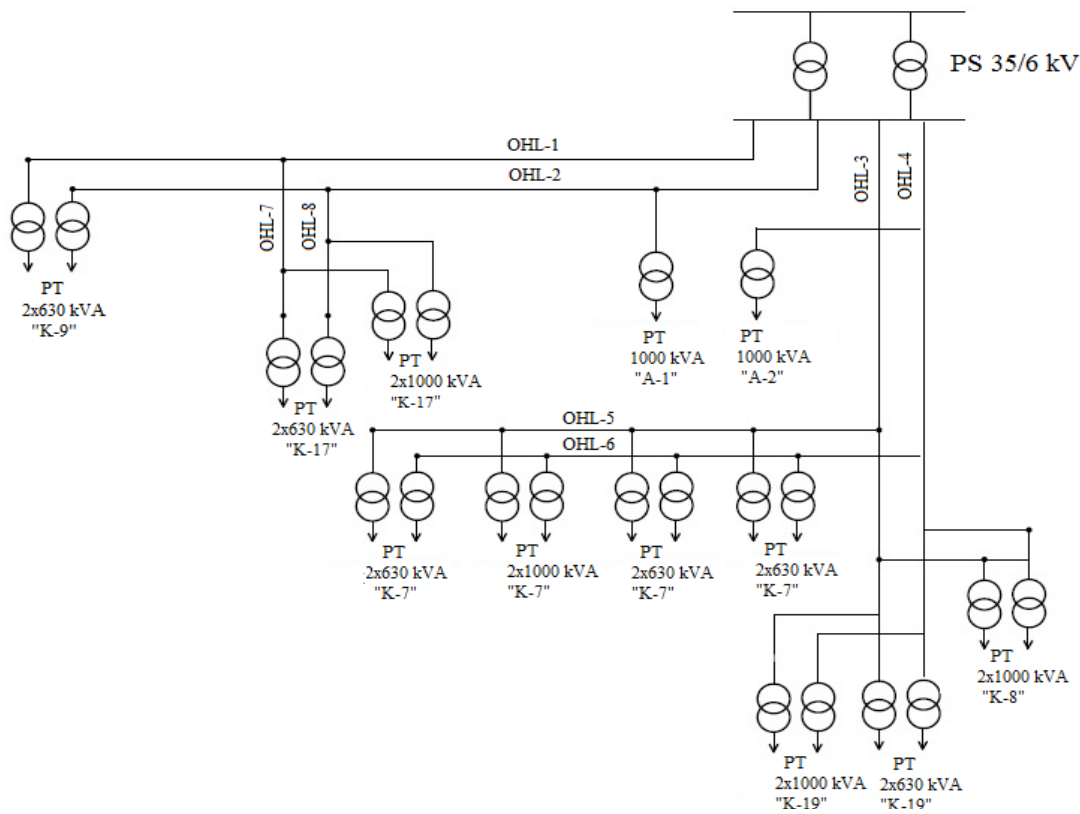 PS 35/6 kV
OHL-1
OHL-2
OHL-3
OHL-4
OHL-7
OHL-8
PT
2x630 kVA
"K-9"
PT
2x1000 kVA
"K-17"
PT
2x630 kVA
"K-17"
PT
1000 kVA
"A-1"
PT
1000 kVA
"A-2"
OHL-5
OHL-6
PT
2x630 kVA
"K-7"
PT
2x1000 kVA
"K-7"
PT
2x630 kVA
"K-7"
PT
2x630 kVA
"K-7"
PT
2x1000 kVA
"K-8"
PT
2x1000 kVA
"K-19"
PT
2x630 kVA
"K-19"